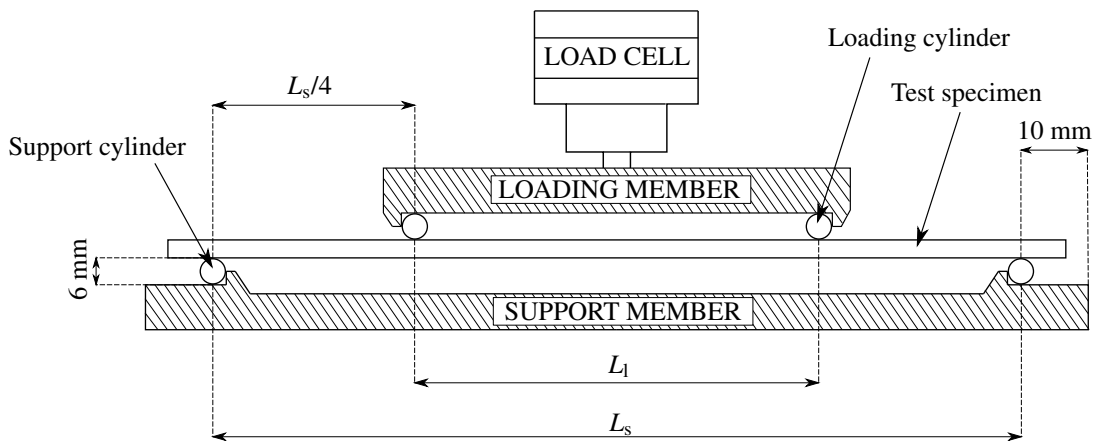 LOAD CELL
Loading cylinder
Lₛ/4
Test specimen
10 mm
Support cylinder
LOADING MEMBER
6 mm
SUPPORT MEMBER
Lₗ
Lₛ